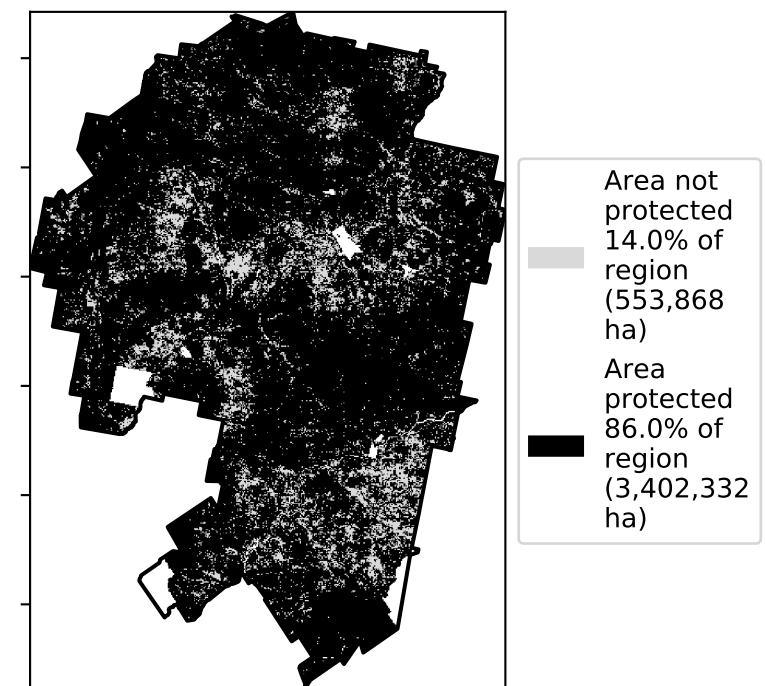 Area not
protected
14.0% of
region
(553,868
ha)
Area
protected
86.0% of
region
(3,402,332
ha)